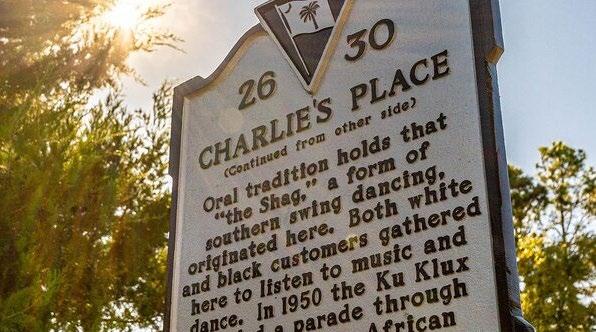 26 30
CHARLIE'S PLACE
(Continued from other side)
Oral tradition holds that
"the Shag," a form of
southern swing dancing,
originated here. Both white
and black customers gathered
here to listen to music and
dance. In 1950 the Ku Klux
a parade through
African